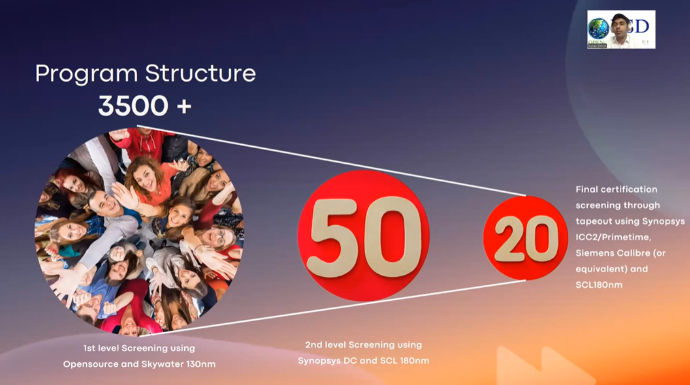 Program Structure
3500 +
50
20
Final certification
screening through
tapeout using Synopsys
ICC2/Primetime,
Siemens Calibre (or
equivalent) and
SCL180nm
1st level Screening using
Opensource and Skywater 130nm
2nd level Screening using
Synopsys DC and SCL 180nm